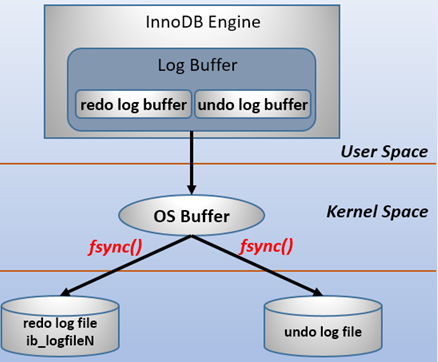 InnoDB Engine
Log Buffer
redo log buffer
undo log buffer
User Space
OS Buffer
Kernel Space
fsync()
fsync()
redo log file
ib_logfileN
undo log file